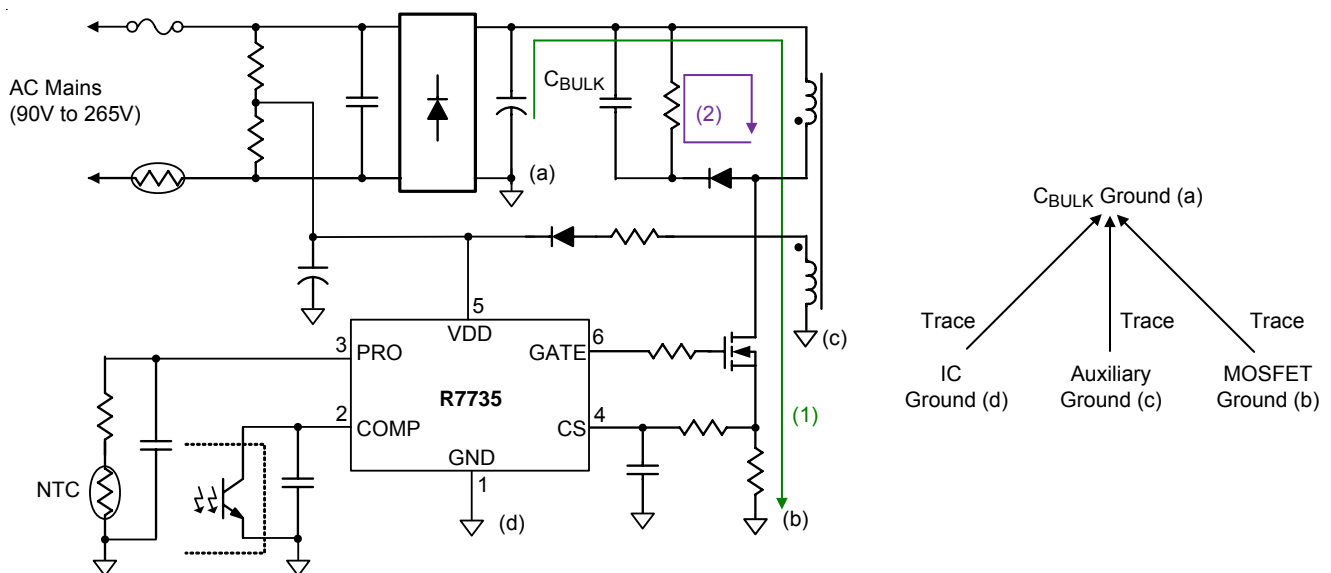 AC Mains
(90V to 265V)
CBULK
(a)
(2)
(c)
5
VDD
3
PRO
GATE
6
R7735
2
COMP
CS
4
GND
1
(d)
NTC
(1)
(b)
CBULK Ground (a)
Trace
Trace
Trace
IC
Ground (d)
Auxiliary
Ground (c)
MOSFET
Ground (b)